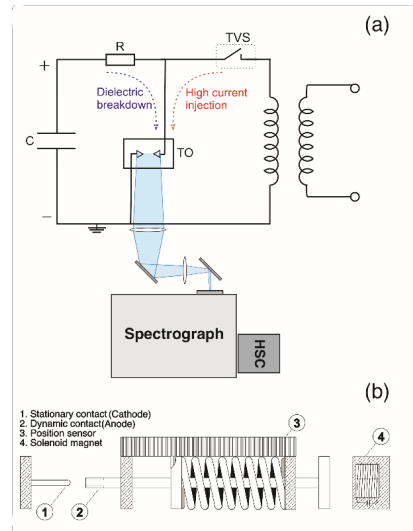 (a)
R
TVS
+
Dielectric
breakdown
High current
injection
C
TO
−
Spectrograph
HSC
(b)
1. Stationary contact (Cathode)
2. Dynamic contact(Anode)
3. Position sensor
4. Solenoid magnet
3
4
1
2